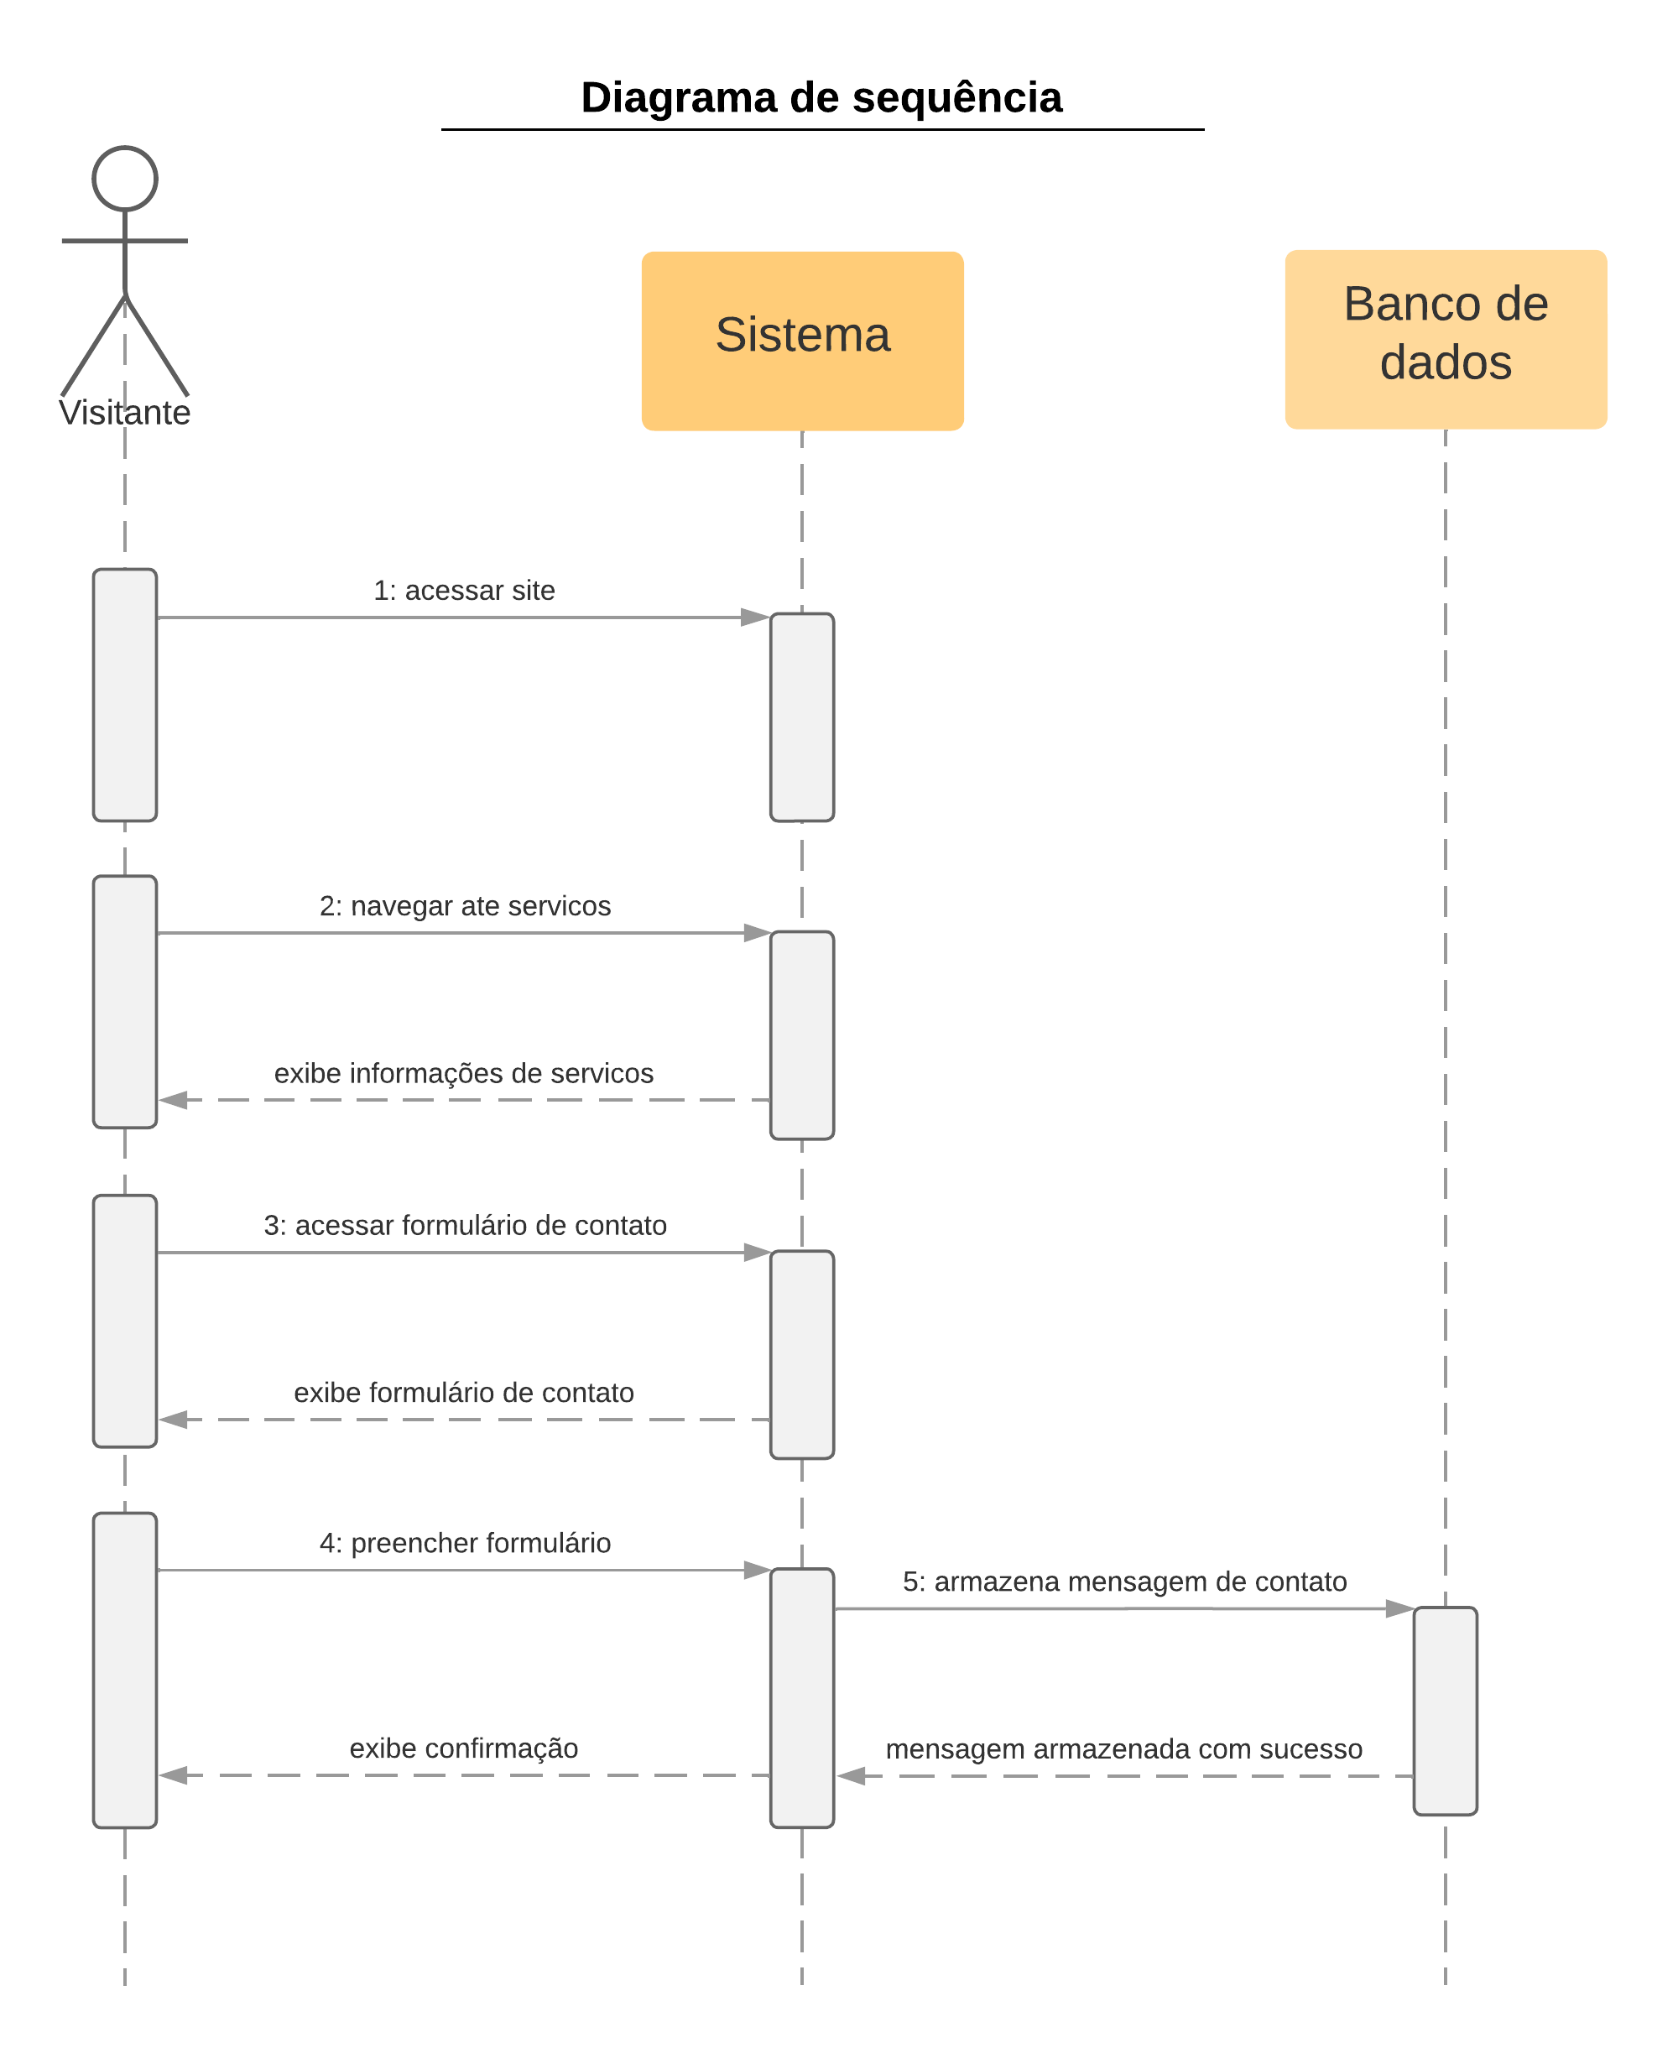 Diagrama de sequência
Visitante
Sistema
Banco de
dados
1: acessar site
2: navegar ate servicos
exibe informações de servicos
3: acessar formulário de contato
exibe formulário de contato
4: preencher formulário
5: armazena mensagem de contato
exibe confirmação
mensagem armazenada com sucesso